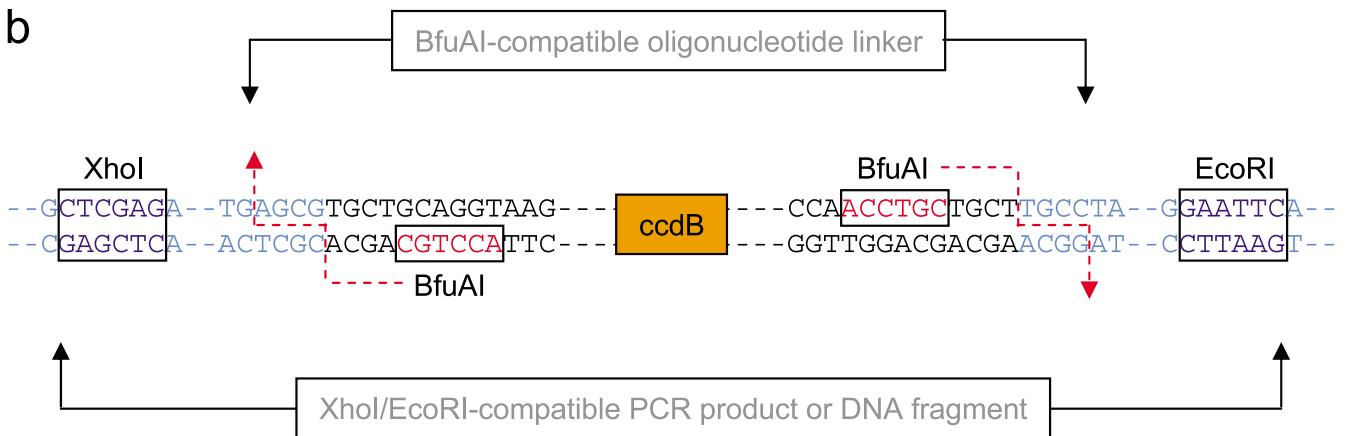 b
BfuAI-compatible oligonucleotide linker
XhoI BfuAI EcoRI
--GCTCGAGA--TGAGCGTGCTGCAGGTAAG---- ccdB ---CCAACCTGCTGCTTGCCTA--GGAATTCA--
--CGAGCTCA--ACTCGCACGACGTCCATTC---- ---GGTTGGACGACGAACGGAT--CCTTAAGT--
BfuAI
XhoI/EcoRI-compatible PCR product or DNA fragment